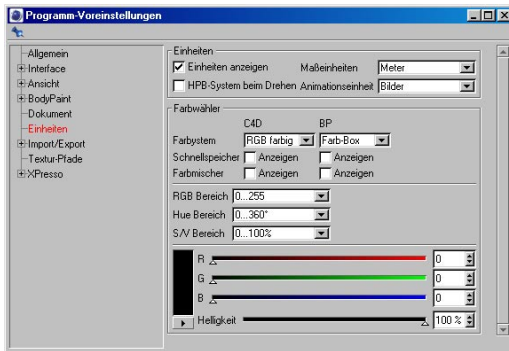 Programm-Voreinstellungen
Allgemein
Interface
Ansicht
BodyPaint
Dokument
Einheiten
Import/Export
Textur-Pfade
XPresso
Einheiten
Einheiten anzeigen Maßeinheiten Meter
HPB-System beim Drehen Animationseinheit Bilder
Farbwähler
C4D BP
Farbystem RGB farbig Farb-Box
Schnellspeicher Anzeigen Anzeigen
Farbmischer Anzeigen Anzeigen
RGB Bereich 0...255
Hue Bereich 0...360°
S/V Bereich 0...100%
R 0
G 0
B 0
Helligkeit 100 %